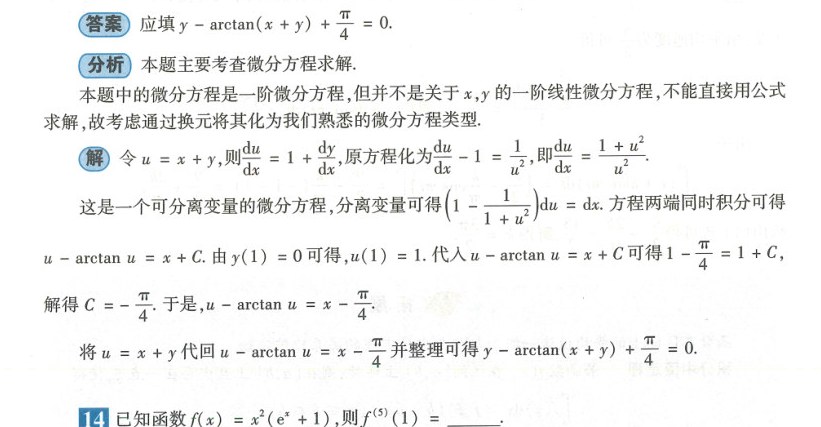 答案 应填 y - arctan(x + y) + π/4 = 0.
分析 本题主要考查微分方程求解.
本题中的微分方程是一阶微分方程,但并不是关于 x,y 的一阶线性微分方程,不能直接用公式
求解,故考虑通过换元将其化为我们熟悉的微分方程类型.
解 令 u = x + y,则 du/dx = 1 + dy/dx,原方程化为 du/dx - 1 = 1/u²,即 du/dx = (1 + u²)/u².
这是一个可分离变量的微分方程,分离变量可得(1 - 1/(1 + u²))du = dx. 方程两端同时积分可得
u - arctan u = x + C. 由 y(1) = 0 可得,u(1) = 1. 代入 u - arctan u = x + C 可得 1 - π/4 = 1 + C,
解得 C = - π/4. 于是,u - arctan u = x - π/4.
将 u = x + y 代回 u - arctan u = x - π/4 并整理可得 y - arctan(x + y) + π/4 = 0.
14 已知函数 f(x) = x²(eˣ + 1),则 f⁽⁵⁾(1) = ______.